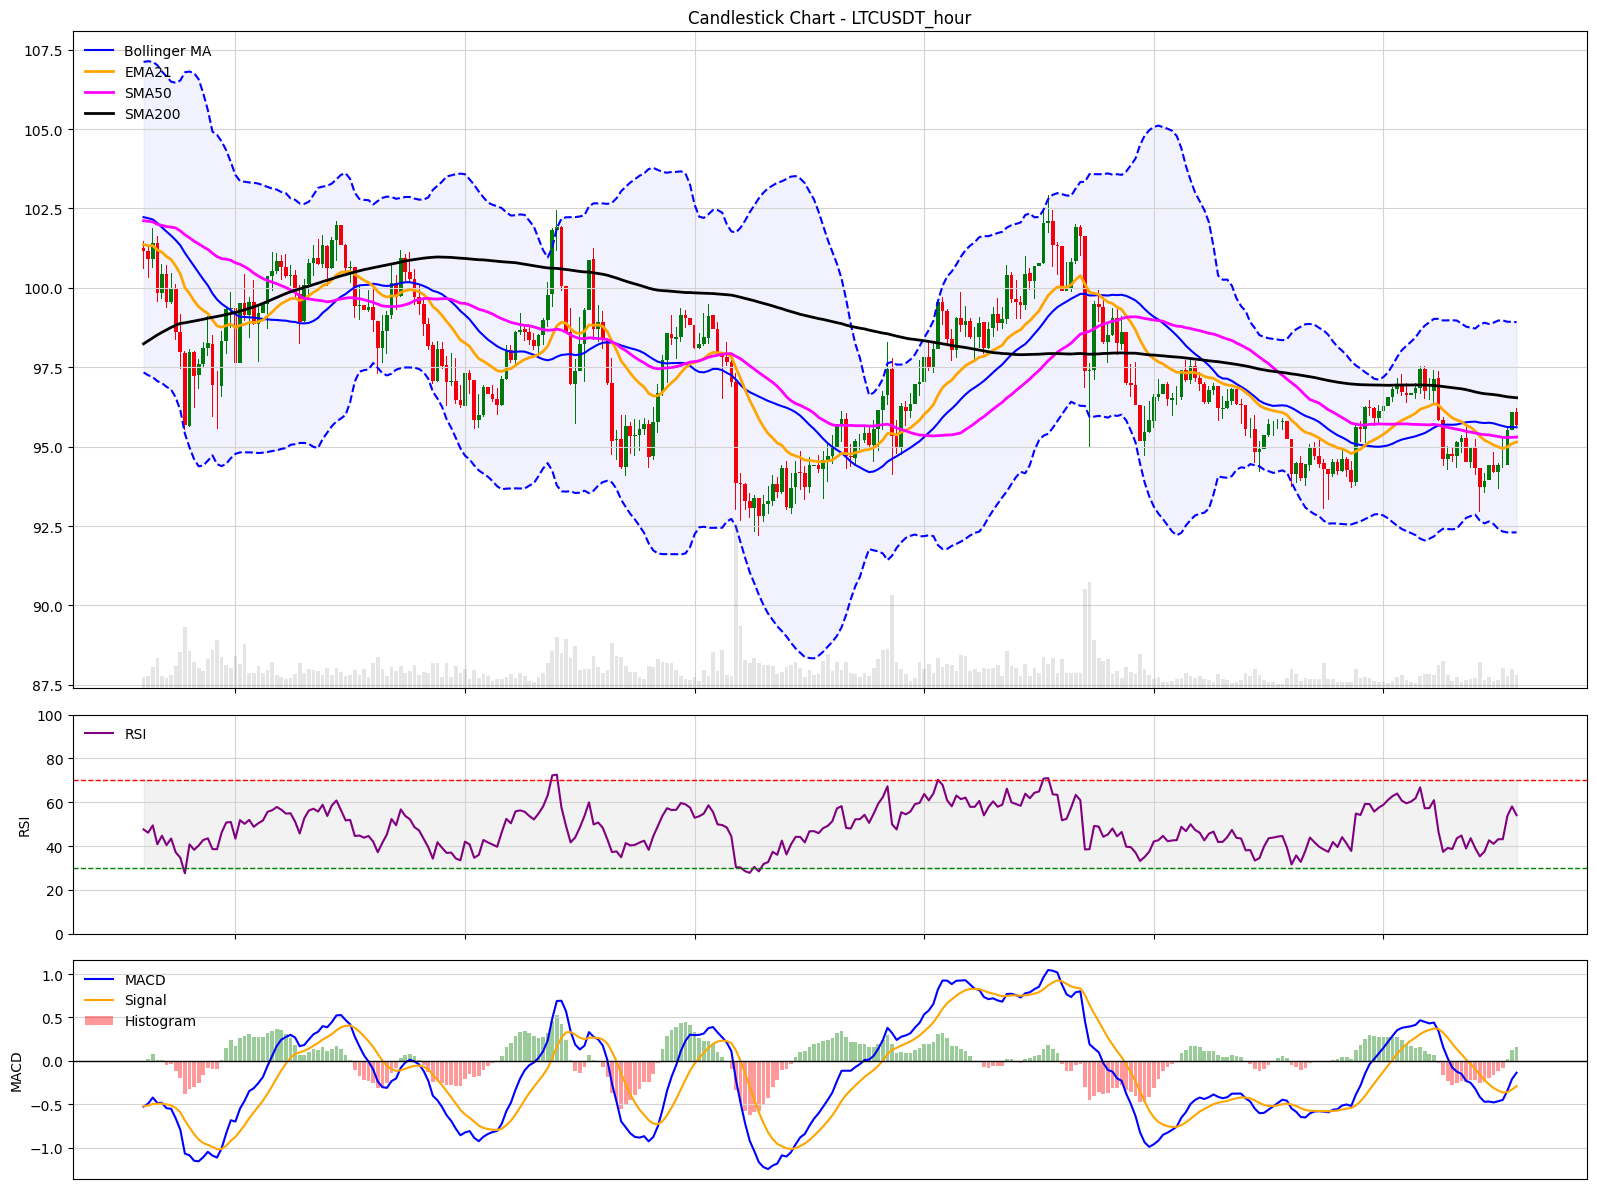 Candlestick Chart - LTCUSDT_hour
Bollinger MA
EMA21
SMA50
SMA200
107.5
105.0
102.5
100.0
97.5
95.0
92.5
90.0
87.5
RSI
RSI
100
80
60
40
20
0
MACD
Signal
Histogram
MACD
1.0
0.5
0.0
−0.5
−1.0